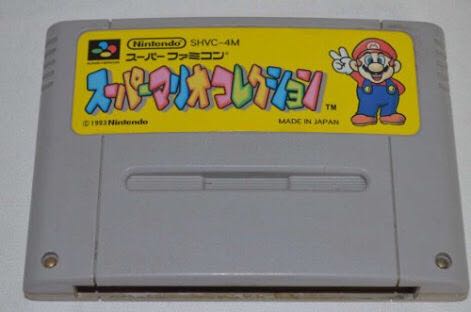 Nintendo SHVC-4M
スーパーファミコン
スーパーマリオコレクション TM
©1993 Nintendo MADE IN JAPAN